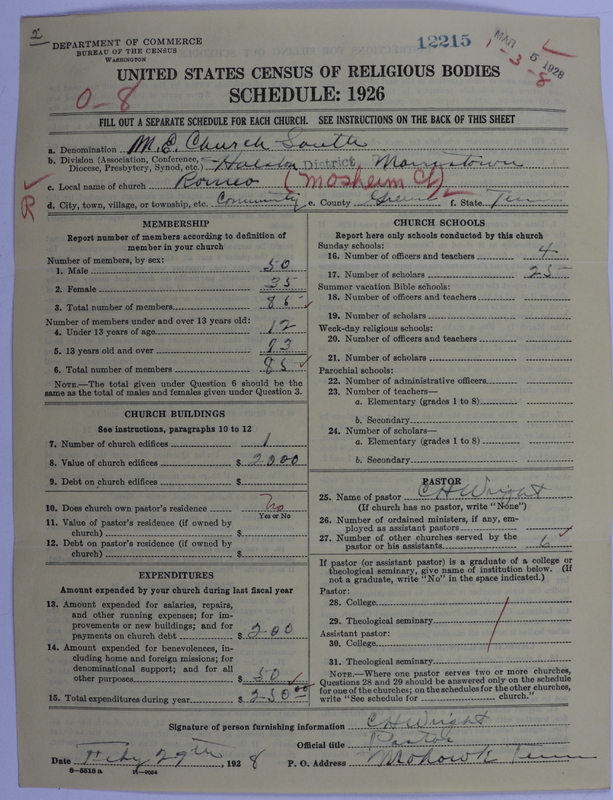 2
DEPARTMENT OF COMMERCE
BUREAU OF THE CENSUS
WASHINGTON
12215
MAR 5 1928
1-3-8
UNITED STATES CENSUS OF RELIGIOUS BODIES
0-8
SCHEDULE: 1926
FILL OUT A SEPARATE SCHEDULE FOR EACH CHURCH. SEE INSTRUCTIONS ON THE BACK OF THIS SHEET
a. Denomination M.E. Church South
b. Division (Association, Conference, Diocese, Presbytery, Synod, etc.) Holston District, Morristown
c. Local name of church Romeo (Mosheim Ct)
R
d. City, town, village, or township, etc. Community e. County Greene f. State Tenn
MEMBERSHIP
Report number of members according to definition of
member in your church
Number of members, by sex:
1. Male 50
2. Female 35
3. Total number of members 85
Number of members under and over 13 years old:
4. Under 13 years of age 12
5. 13 years old and over 73
6. Total number of members 85
NOTE.—The total given under Question 6 should be the
same as the total of males and females given under Question 3.
CHURCH BUILDINGS
See instructions, paragraphs 10 to 12
7. Number of church edifices 1
8. Value of church edifices $ 2000
9. Debt on church edifices $
10. Does church own pastor's residence No
Yes or No
11. Value of pastor's residence (if owned by
church) $
12. Debt on pastor's residence (if owned by
church) $
EXPENDITURES
Amount expended by your church during last fiscal year
13. Amount expended for salaries, repairs,
and other running expenses; for im-
provements or new buildings; and for
payments on church debt $ 200
14. Amount expended for benevolences, in-
cluding home and foreign missions; for
denominational support; and for all
other purposes $ 50
15. Total expenditures during year $ 250.00
CHURCH SCHOOLS
Report here only schools conducted by this church
Sunday schools:
16. Number of officers and teachers 4
17. Number of scholars 25
Summer vacation Bible schools:
18. Number of officers and teachers
19. Number of scholars
Week-day religious schools:
20. Number of officers and teachers
21. Number of scholars
Parochial schools:
22. Number of administrative officers
23. Number of teachers—
a. Elementary (grades 1 to 8)
b. Secondary
24. Number of scholars—
a. Elementary (grades 1 to 8)
b. Secondary
PASTOR
25. Name of pastor C H Wright
(If church has no pastor, write "None")
26. Number of ordained ministers, if any, em-
ployed as assistant pastors
27. Number of other churches served by the
pastor or his assistants 6
If pastor (or assistant pastor) is a graduate of a college or
theological seminary, give name of institution below. (If
not a graduate, write "No" in the space indicated.)
Pastor:
28. College
29. Theological seminary
Assistant pastor:
30. College
31. Theological seminary
NOTE.—Where one pastor serves two or more churches,
Questions 28 and 29 should be answered only on the schedule
for one of the churches; on the schedules for the other churches,
write "See schedule for church."
Signature of person furnishing information C H Wright
Official title Pastor
Date Feby 29th, 1928 P. O. Address Mohawk Tenn
8—5518 a 11—9034